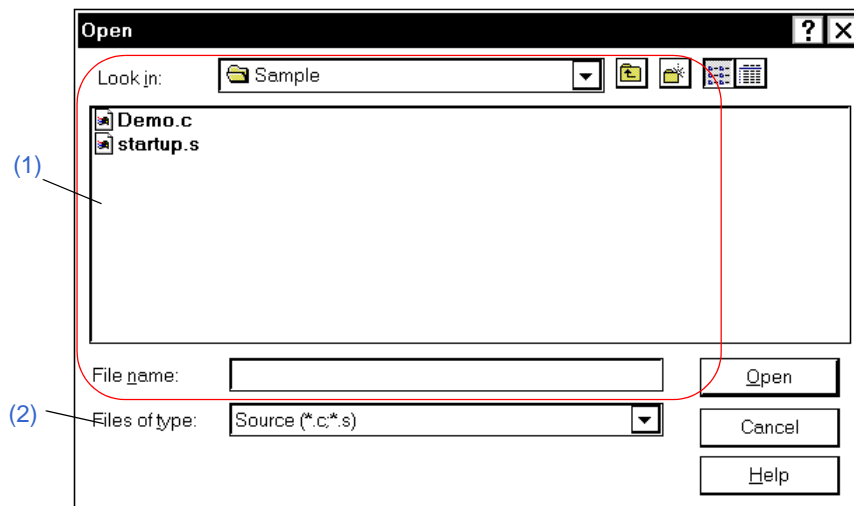 Open
Look in:
Sample
Demo.c
startup.s
(1)
File name:
Open
(2)
Files of type:
Source (*.c;*.s)
Cancel
Help